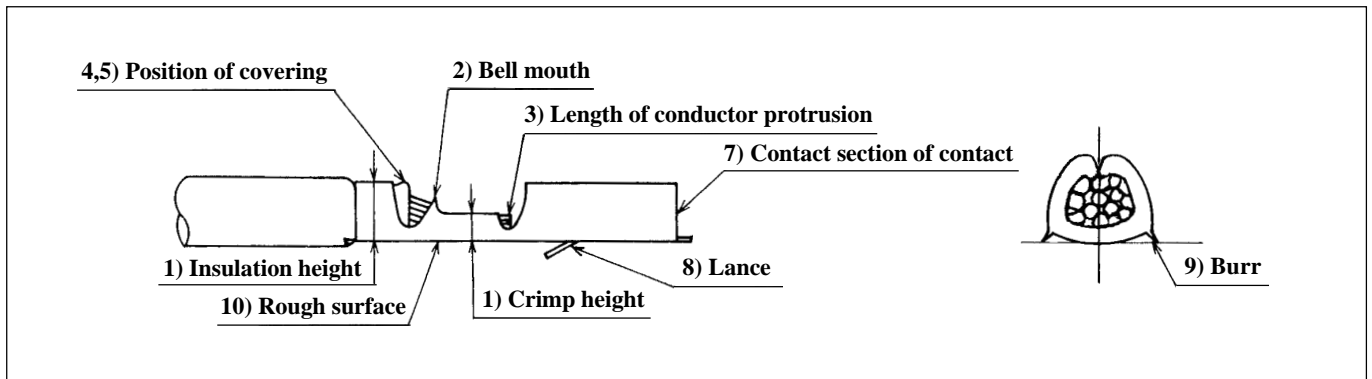 4,5) Position of covering
2) Bell mouth
3) Length of conductor protrusion
7) Contact section of contact
1) Insulation height
8) Lance
9) Burr
10) Rough surface
1) Crimp height